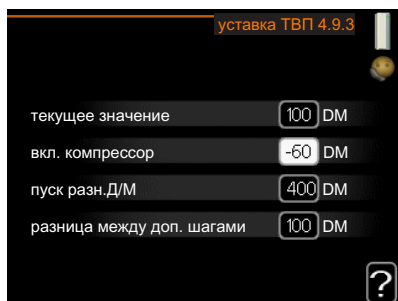 уставка ТВП 4.9.3
текущее значение 100 DM
вкл. компрессор -60 DM
пуск разн.Д/М 400 DM
разница между доп. шагами 100 DM
?